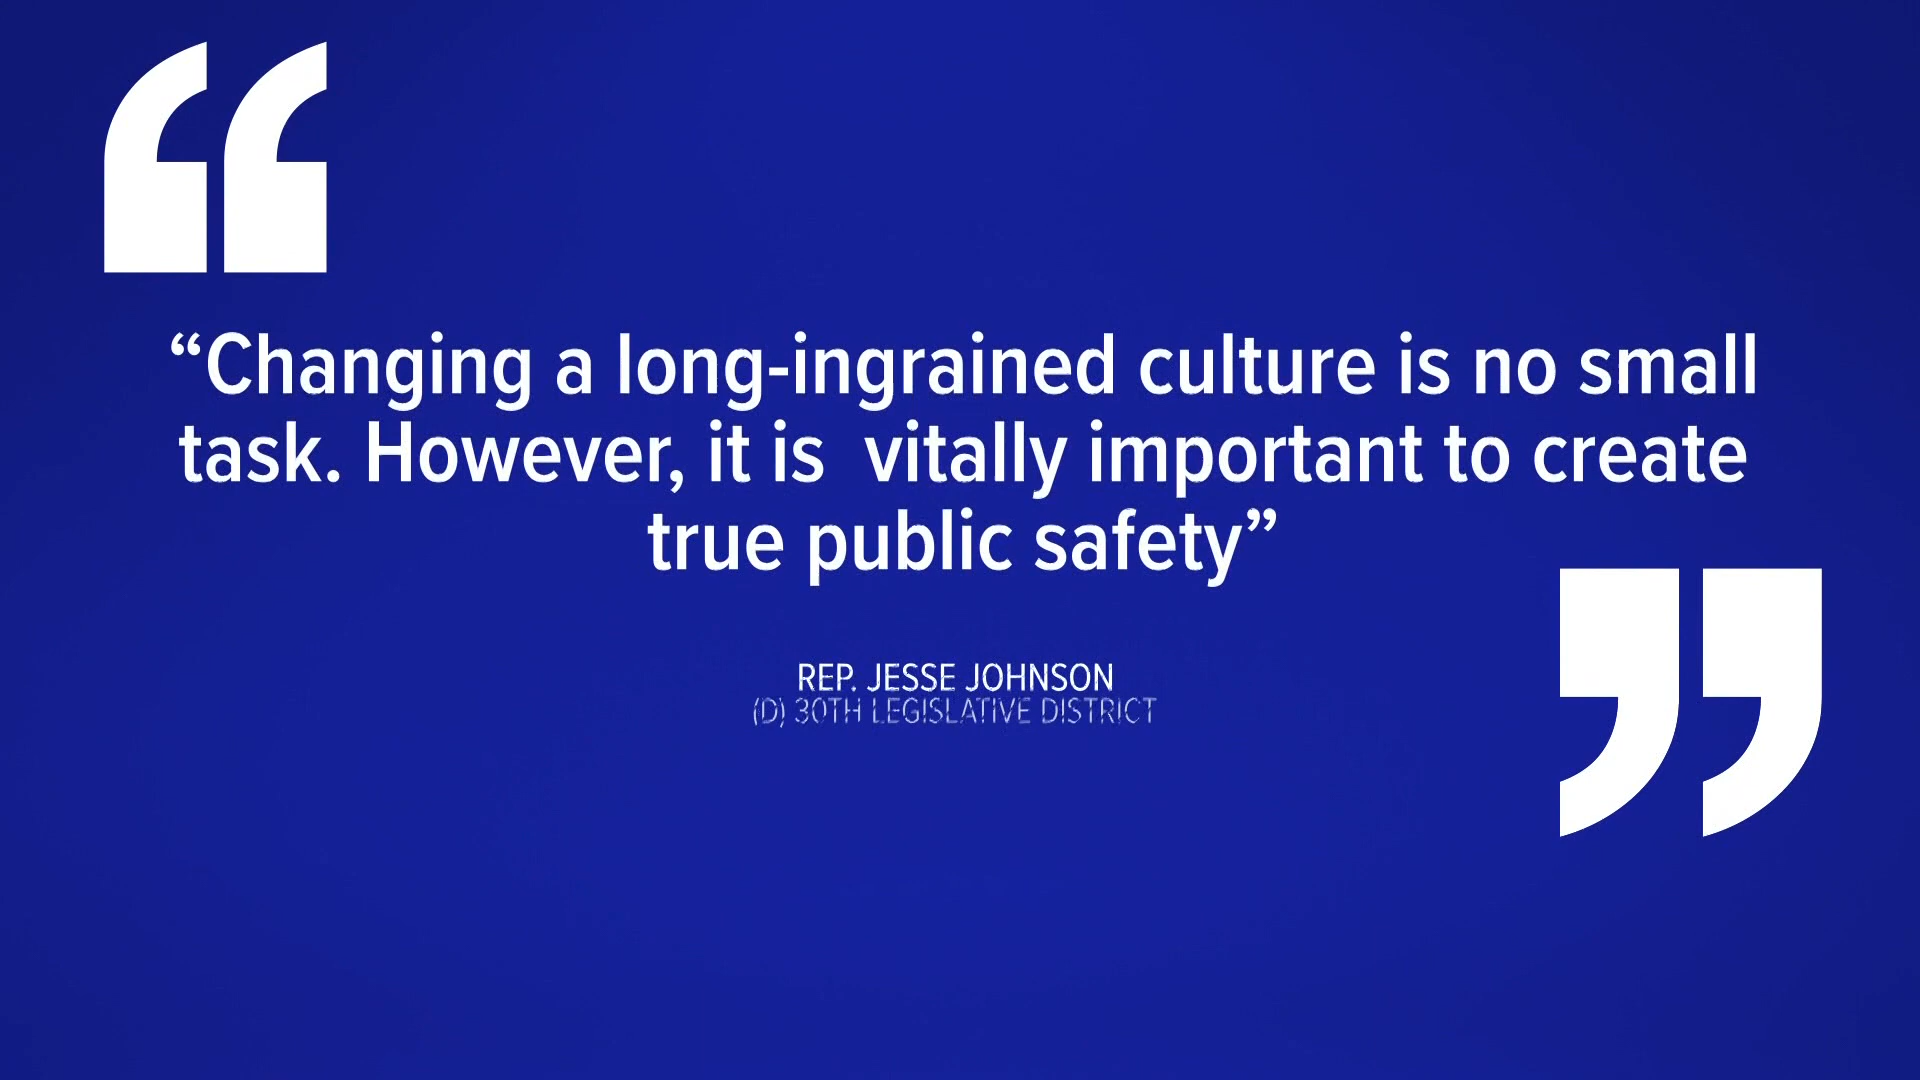 “Changing a long-ingrained culture is no small
task. However, it is  vitally important to create
true public safety”
REP. JESSE JOHNSON
(D) 30TH LEGISLATIVE DISTRICT